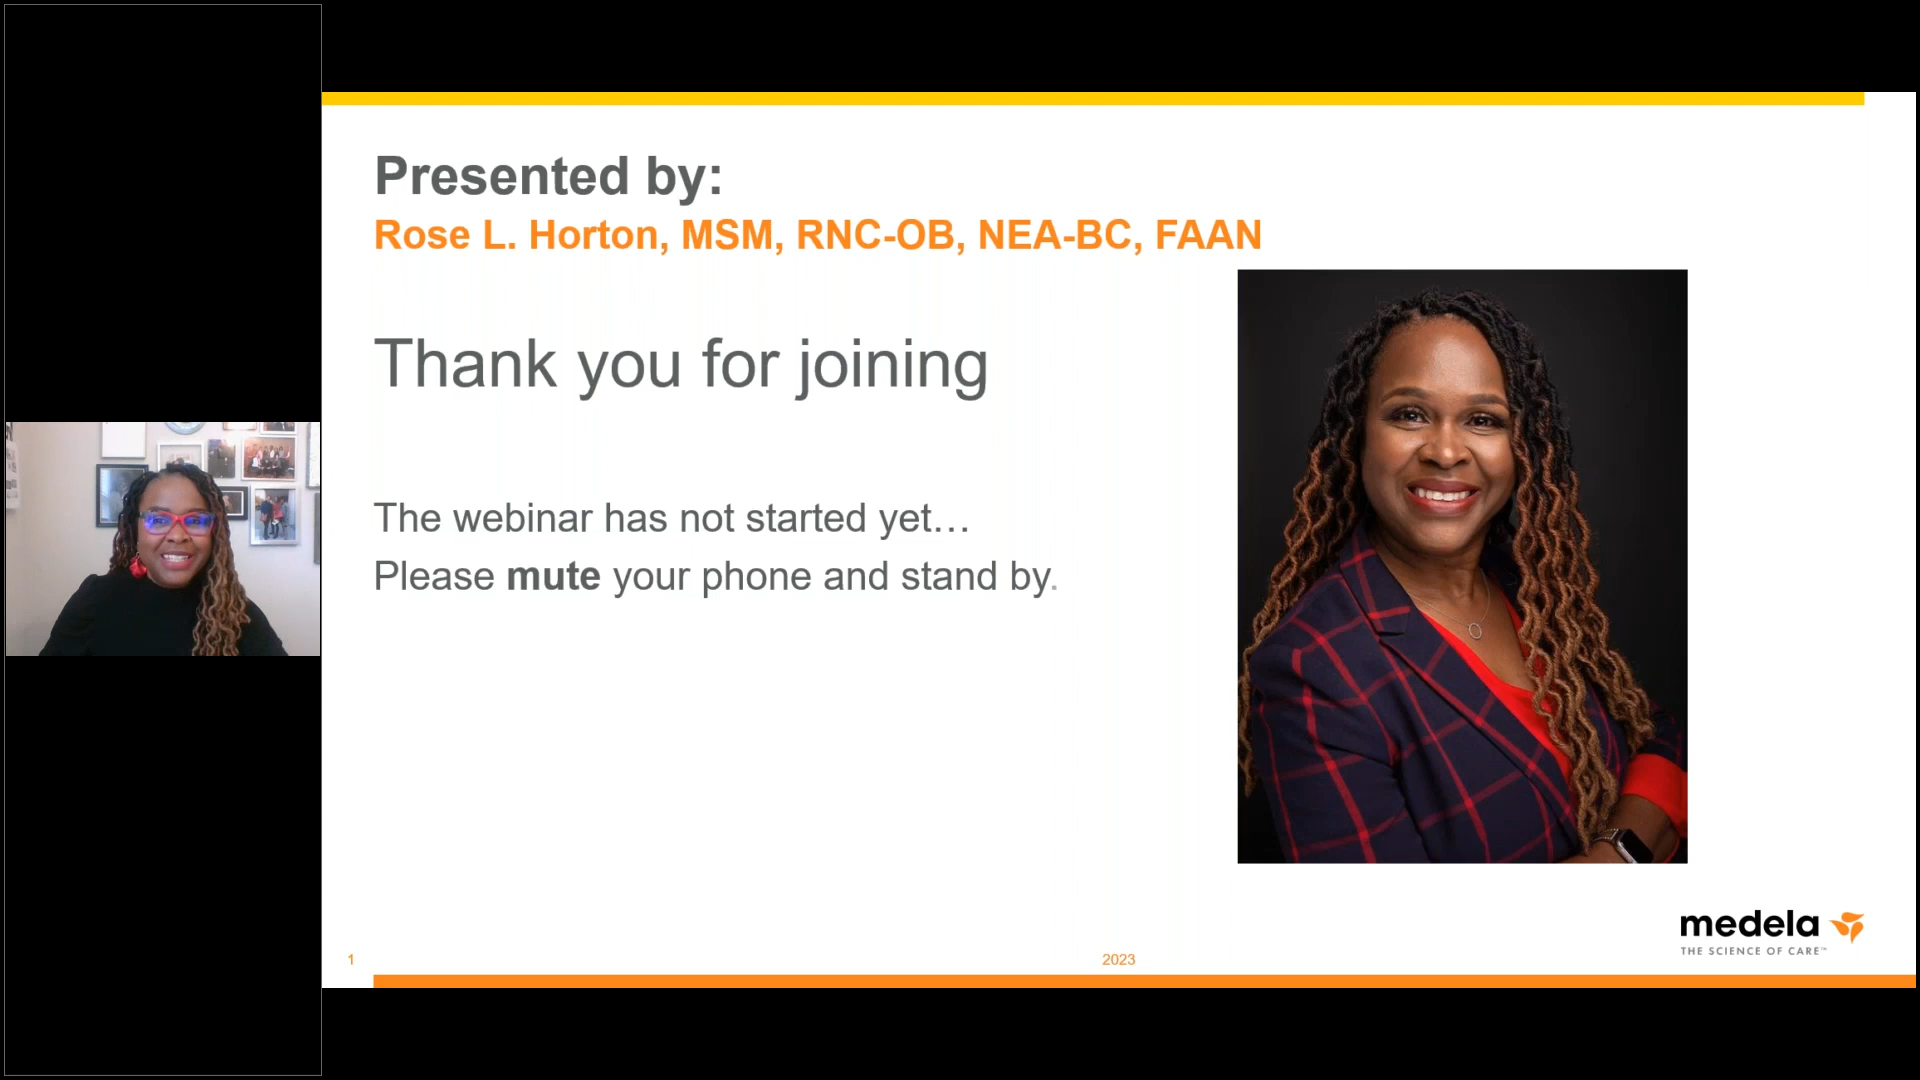 Presented by:
Rose L. Horton, MSM, RNC-OB, NEA-BC, FAAN
Thank you for joining
The webinar has not started yet…
Please mute your phone and stand by.
medela
THE SCIENCE OF CARE™
1
2023